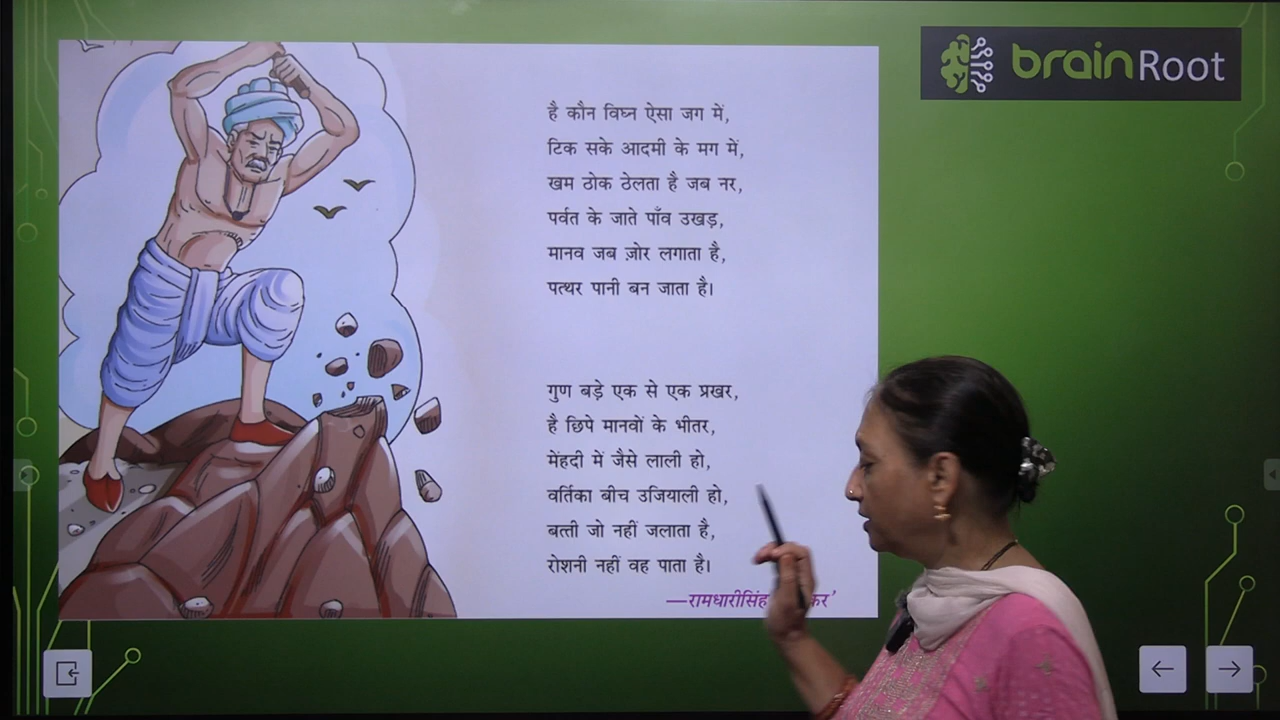 brainRoot
है कौन विघ्न ऐसा जग में,
टिक सके आदमी के मग में,
खम ठोक ठेलता है जब नर,
पर्वत के जाते पाँव उखड़,
मानव जब ज़ोर लगाता है,
पत्थर पानी बन जाता है।
गुण बड़े एक से एक प्रखर,
है छिपे मानवों के भीतर,
मेंहदी में जैसे लाली हो,
वर्तिका बीच उजियाली हो,
बत्ती जो नहीं जलाता है,
रोशनी नहीं वह पाता है।
—रामधारीसिंह